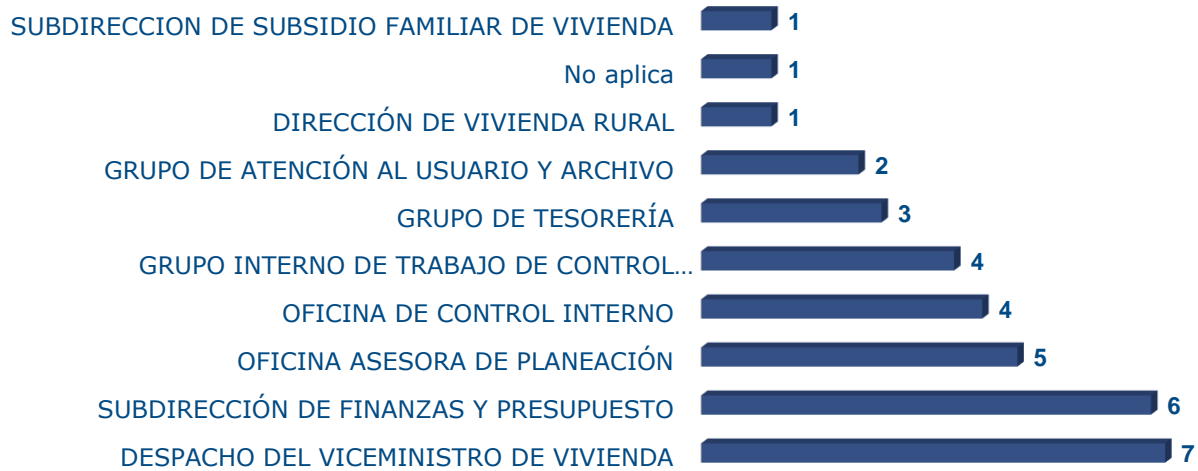 SUBDIRECCION DE SUBSIDIO FAMILIAR DE VIVIENDA 1
No aplica 1
DIRECCIÓN DE VIVIENDA RURAL 1
GRUPO DE ATENCIÓN AL USUARIO Y ARCHIVO 2
GRUPO DE TESORERÍA 3
GRUPO INTERNO DE TRABAJO DE CONTROL... 4
OFICINA DE CONTROL INTERNO 4
OFICINA ASESORA DE PLANEACIÓN 5
SUBDIRECCIÓN DE FINANZAS Y PRESUPUESTO 6
DESPACHO DEL VICEMINISTRO DE VIVIENDA 7